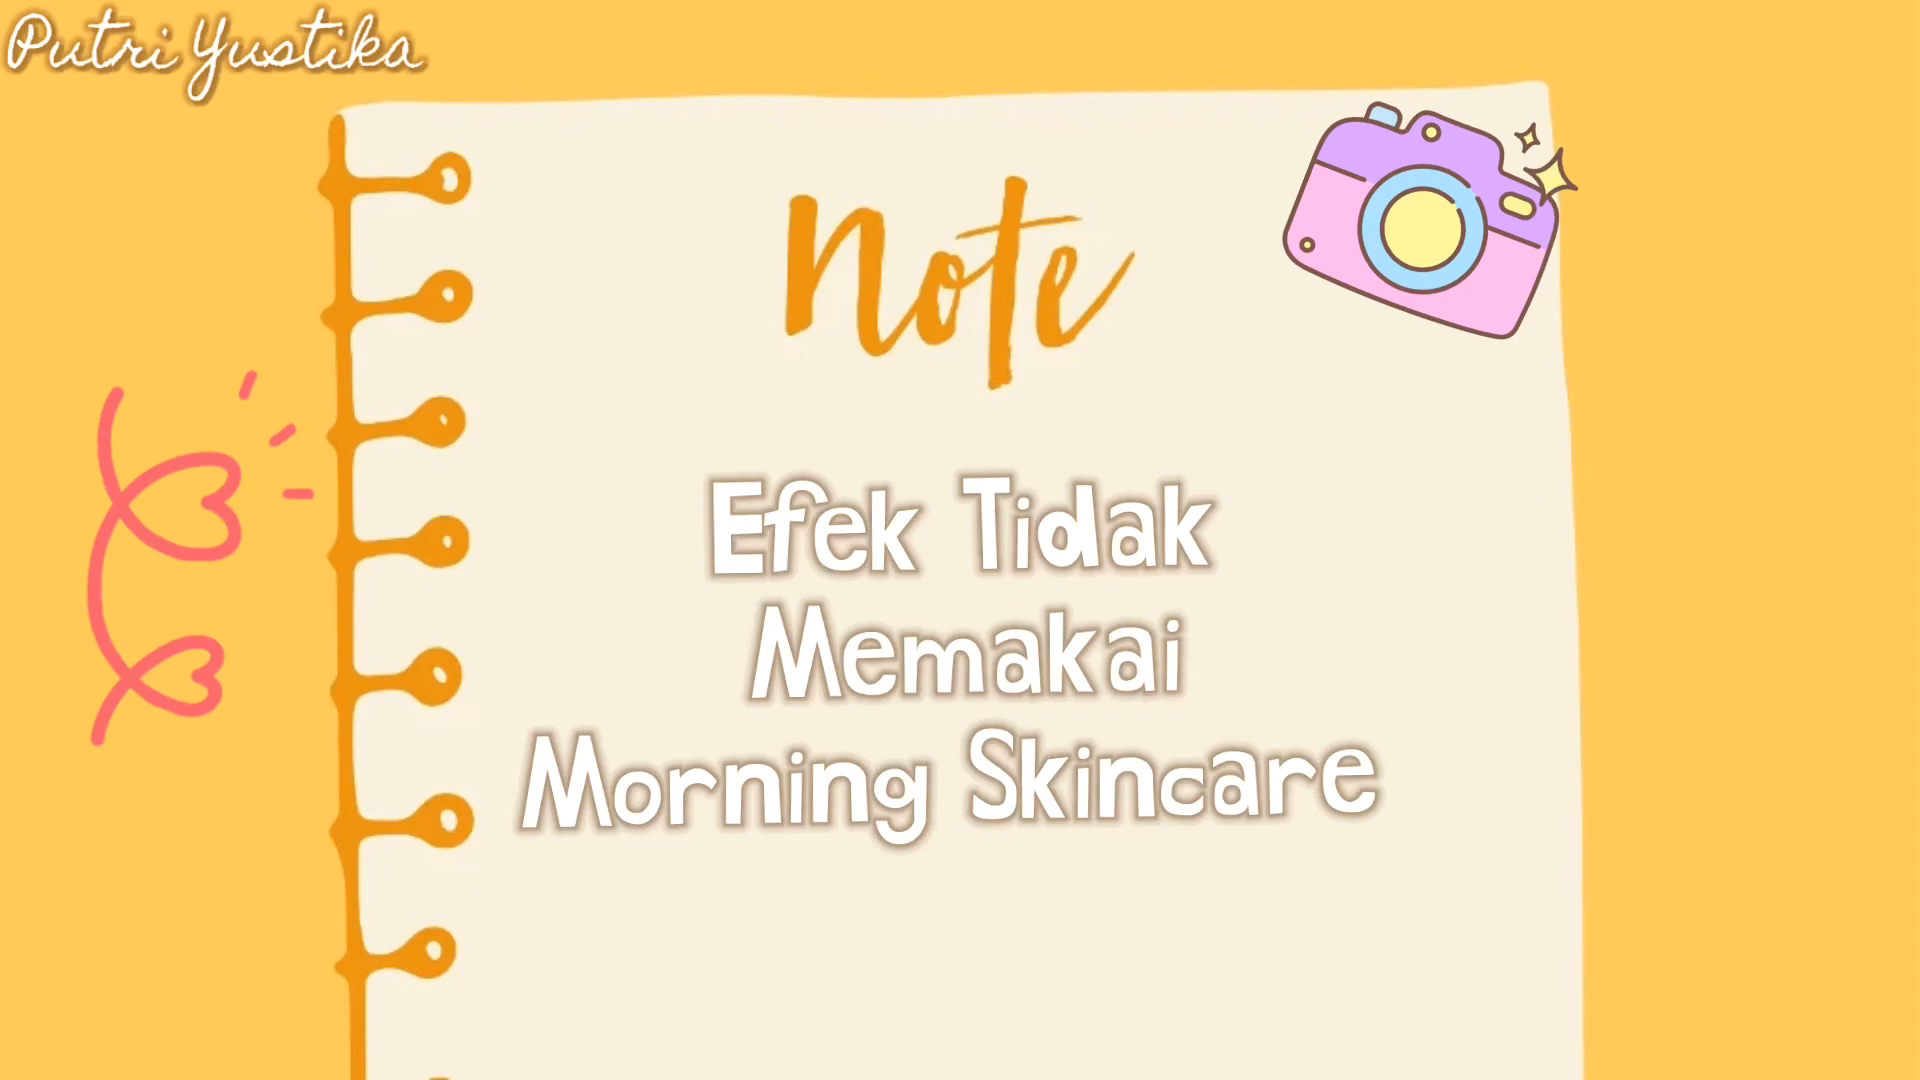 Putri Yustika
Note
Efek Tidak
Memakai
Morning Skincare